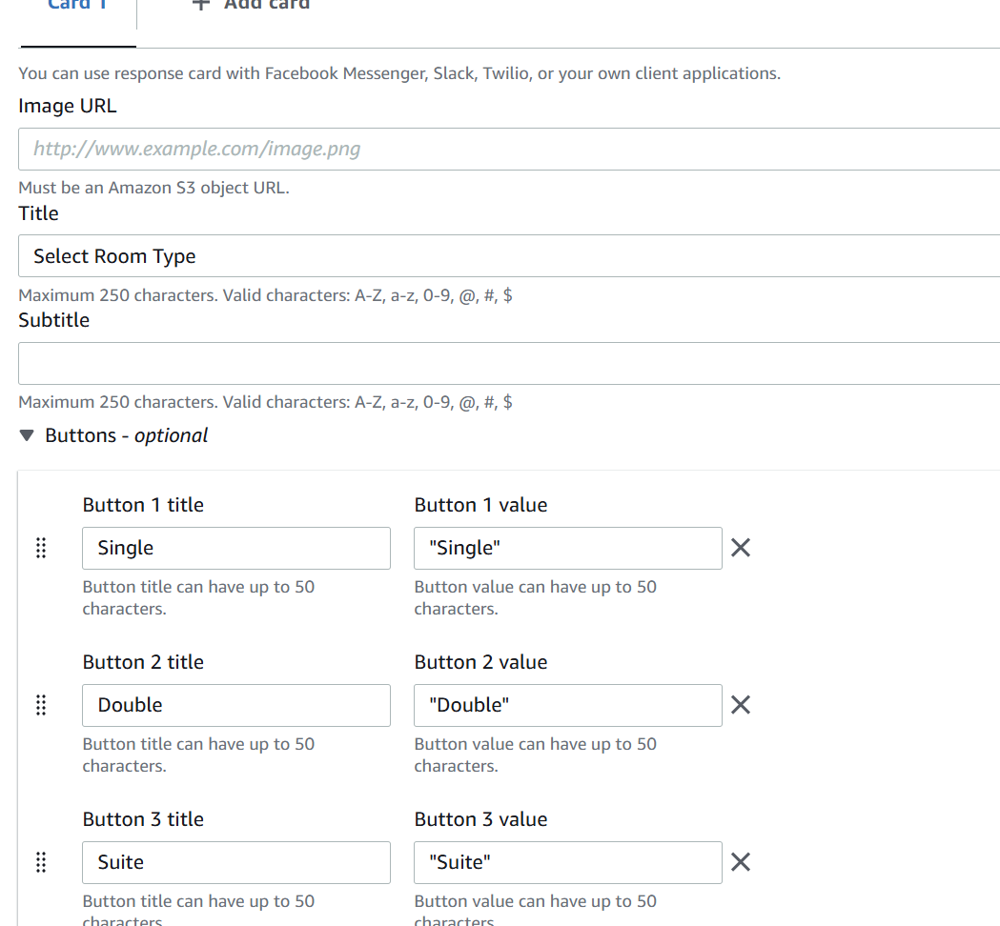 Card 1
+ Add card
You can use response card with Facebook Messenger, Slack, Twilio, or your own client applications.
Image URL
http://www.example.com/image.png
Must be an Amazon S3 object URL.
Title
Select Room Type
Maximum 250 characters. Valid characters: A-Z, a-z, 0-9, @, #, $
Subtitle
Maximum 250 characters. Valid characters: A-Z, a-z, 0-9, @, #, $
Buttons - optional
Button 1 title
Button 1 value
Single
"Single"
Button title can have up to 50
characters.
Button value can have up to 50
characters.
Button 2 title
Button 2 value
Double
"Double"
Button title can have up to 50
characters.
Button value can have up to 50
characters.
Button 3 title
Button 3 value
Suite
"Suite"
Button title can have up to 50
characters.
Button value can have up to 50
characters.